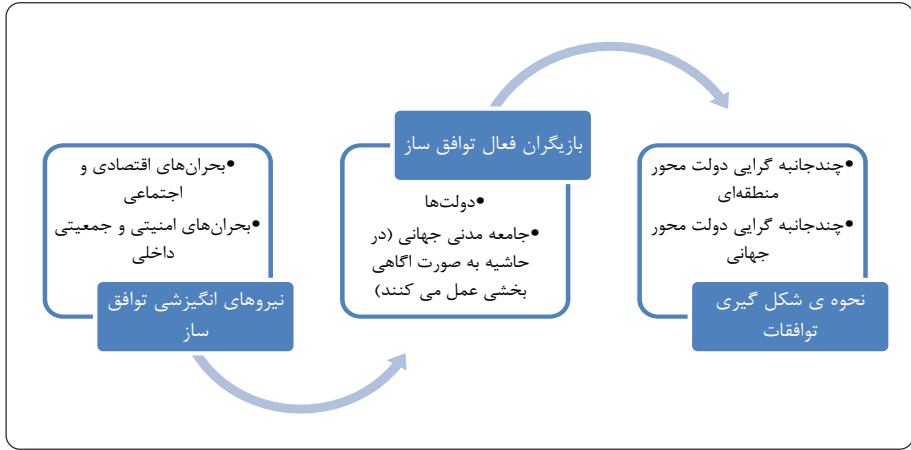 بحران‌های اقتصادی و
اجتماعی
بحران‌های امنیتی و جمعیتی
داخلی
نیروهای انگیزشی توافق
ساز
بازیگران فعال توافق ساز
دولت‌ها
جامعه مدنی جهانی (در
حاشیه به صورت اگاهی
بخشی عمل می کنند)
چندجانبه گرایی دولت محور
منطقه‌ای
چندجانبه گرایی دولت محور
جهانی
نحوه ی شکل گیری
توافقات